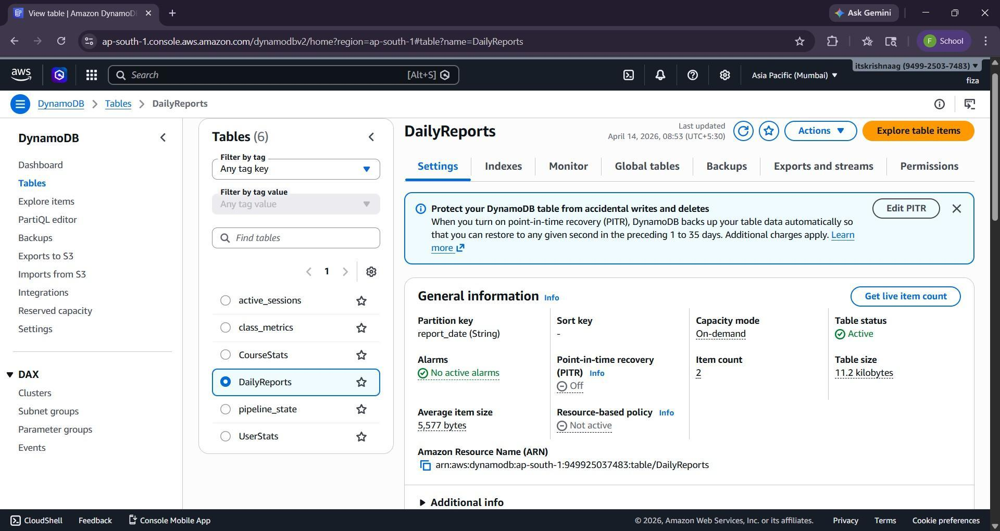 View table | Amazon DynamoD
Ask Gemini
ap-south-1.console.aws.amazon.com/dynamodbv2/home?region=ap-south-1#table?name=DailyReports
F School
aws
Search
[Alt+S]
Asia Pacific (Mumbai)
itskrishnaag (9499-2503-7483)
fiza
DynamoDB
Tables
DailyReports
DynamoDB
Dashboard
Tables
Explore items
PartiQL editor
Backups
Exports to S3
Imports from S3
Integrations
Reserved capacity
Settings
DAX
Clusters
Subnet groups
Parameter groups
Events
Tables (6)
Filter by tag
Any tag key
Filter by tag value
Any tag value
Find tables
1
active_sessions
class_metrics
CourseStats
DailyReports
pipeline_state
UserStats
DailyReports
Last updated
April 14, 2026, 08:53 (UTC+5:30)
Actions
Explore table items
Settings
Indexes
Monitor
Global tables
Backups
Exports and streams
Permissions
Protect your DynamoDB table from accidental writes and deletes
When you turn on point-in-time recovery (PITR), DynamoDB backs up your table data automatically so
that you can restore to any given second in the preceding 1 to 35 days. Additional charges apply. Learn
more
Edit PITR
General information Info
Get live item count
Partition key
report_date (String)
Sort key
-
Capacity mode
On-demand
Table status
Active
Alarms
No active alarms
Point-in-time recovery
(PITR) Info
Off
Item count
2
Table size
11.2 kilobytes
Average item size
5,577 bytes
Resource-based policy Info
Not active
Amazon Resource Name (ARN)
arn:aws:dynamodb:ap-south-1:949925037483:table/DailyReports
Additional info
CloudShell
Feedback
Console Mobile App
© 2026, Amazon Web Services, Inc. or its affiliates.
Privacy
Terms
Cookie preferences